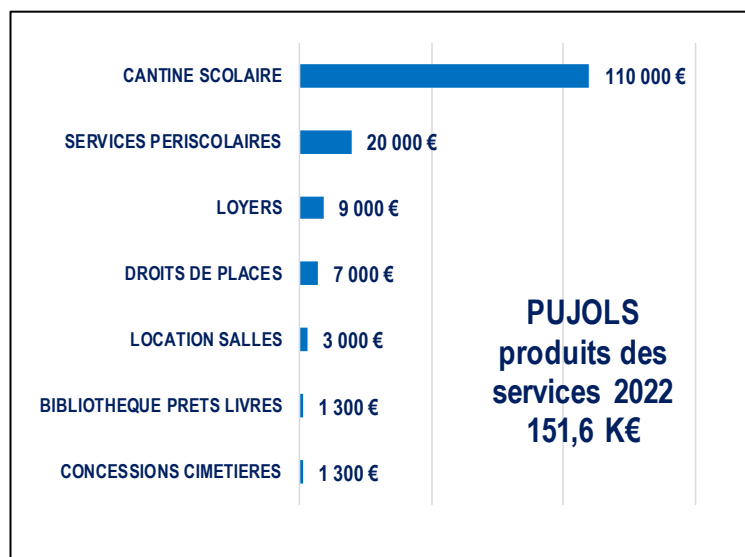 CANTINE SCOLAIRE 110 000 €
SERVICES PERISCOLAIRES 20 000 €
LOYERS 9 000 €
DROITS DE PLACES 7 000 €
LOCATION SALLES 3 000 €
BIBLIOTHEQUE PRETS LIVRES 1 300 €
CONCESSIONS CIMETIERES 1 300 €
PUJOLS
produits des
services 2022
151,6 K€